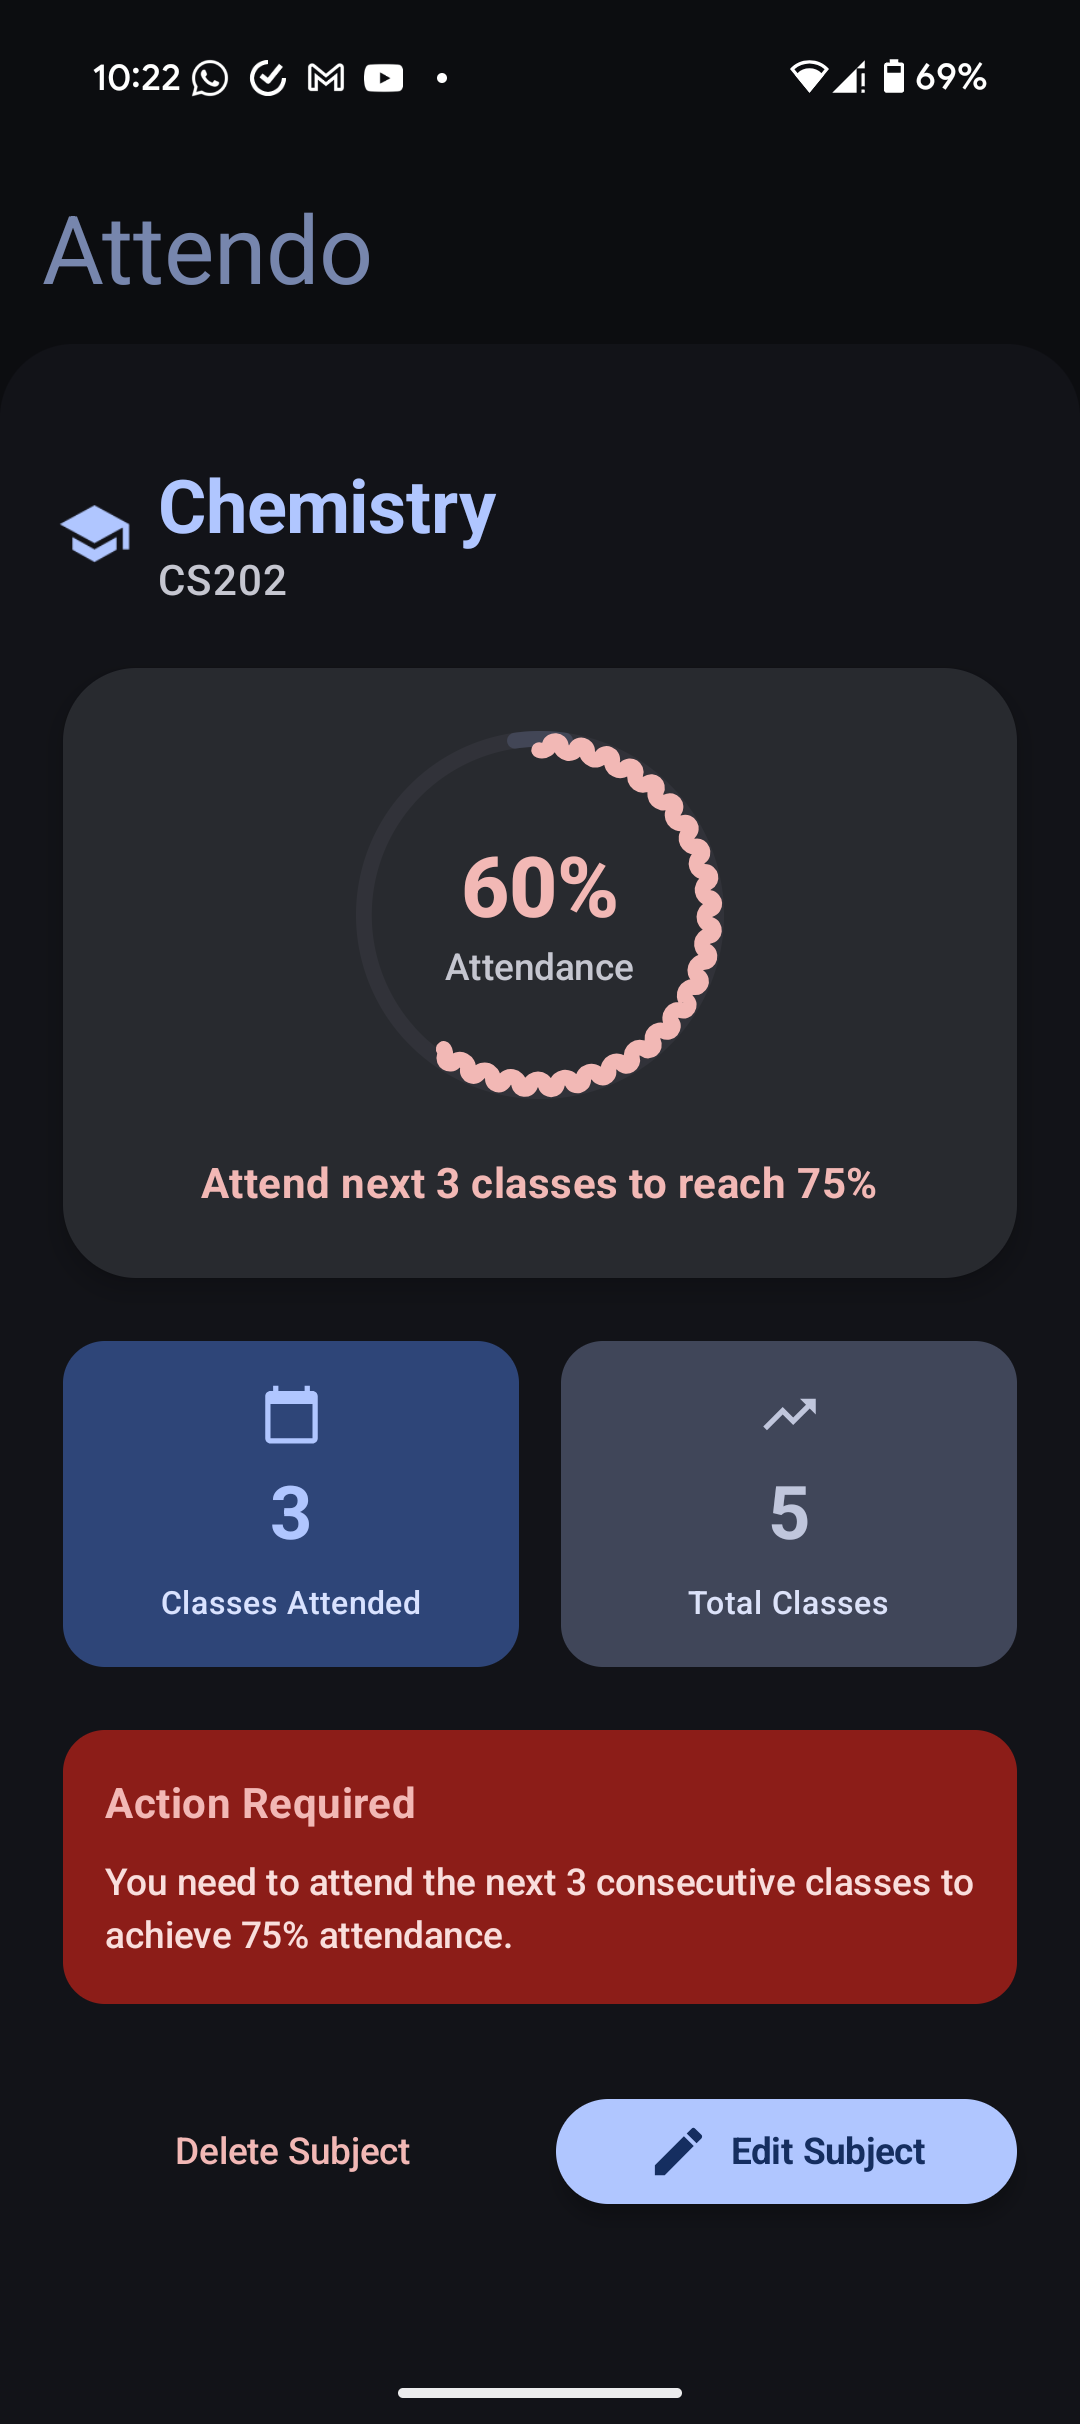 10:22
69%
Attendo
Chemistry
CS202
60%
Attendance
Attend next 3 classes to reach 75%
3
Classes Attended
5
Total Classes
Action Required
You need to attend the next 3 consecutive classes to
achieve 75% attendance.
Delete Subject
Edit Subject